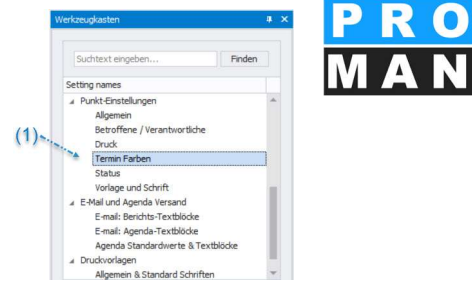 Werkzeugkasten
Suchtext eingeben...
Finden
Setting names
Punkt-Einstellungen
Allgemein
Betroffene / Verantwortliche
Druck
(1)
Termin Farben
Status
Vorlage und Schrift
E-Mail und Agenda Versand
E-mail: Berichts-Textblöcke
E-mail: Agenda-Textblöcke
Agenda Standardwerte & Textblöcke
Druckvorlagen
Allgemein & Standard Schriften
PRO
MAN